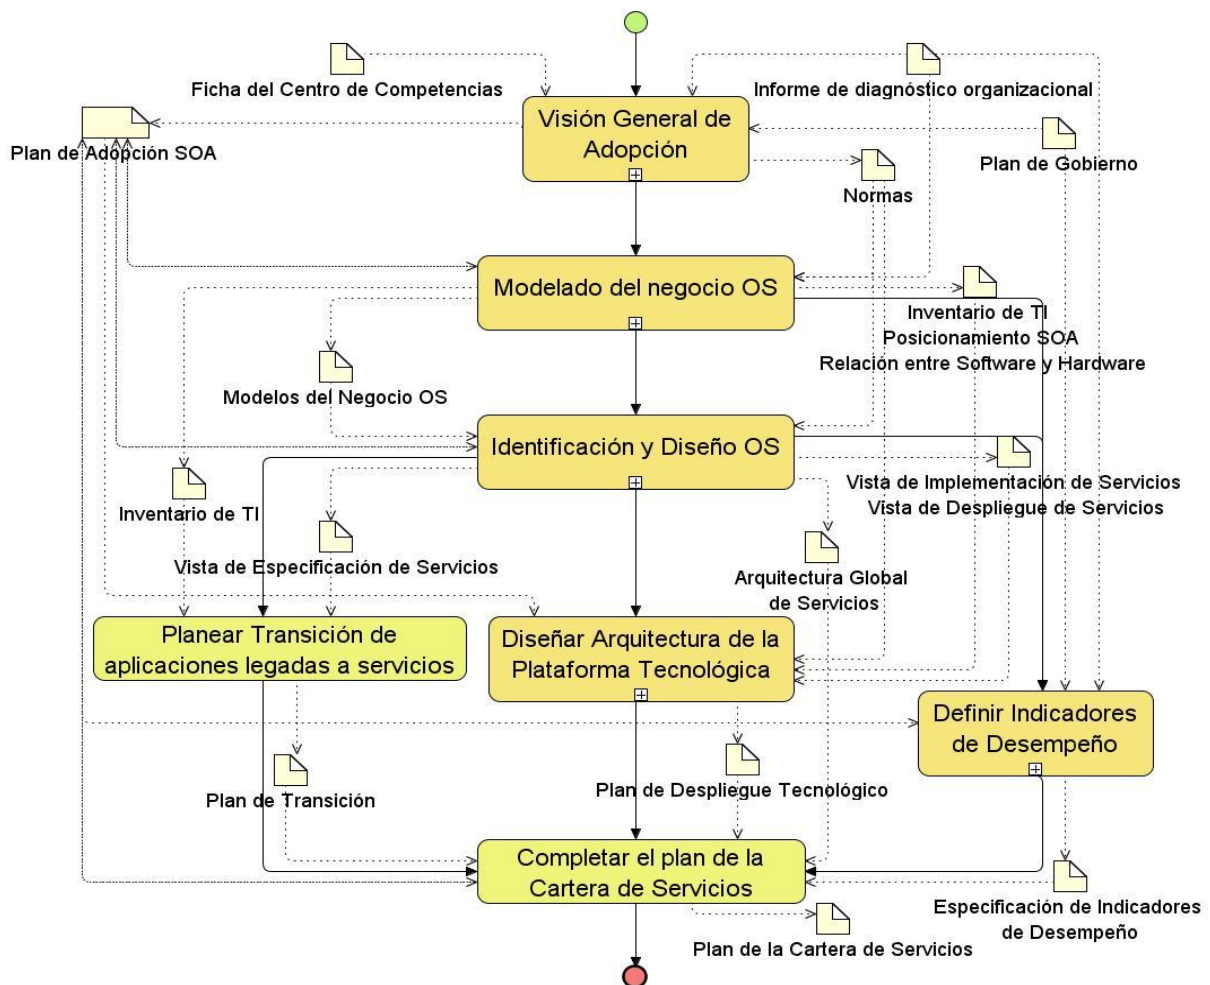 Ficha del Centro de Competencias
Informe de diagnóstico organizacional
Visión General de
Adopción
Plan de Adopción SOA
Plan de Gobierno
Normas
Modelado del negocio OS
Inventario de TI
Posicionamiento SOA
Relación entre Software y Hardware
Modelos del Negocio OS
Identificación y Diseño OS
Vista de Implementación de Servicios
Vista de Despliegue de Servicios
Inventario de TI
Vista de Especificación de Servicios
Arquitectura Global
de Servicios
Planear Transición de
aplicaciones legadas a servicios
Diseñar Arquitectura de la
Plataforma Tecnológica
Definir Indicadores
de Desempeño
Plan de Transición
Plan de Despliegue Tecnológico
Completar el plan de la
Cartera de Servicios
Especificación de Indicadores
de Desempeño
Plan de la Cartera de Servicios